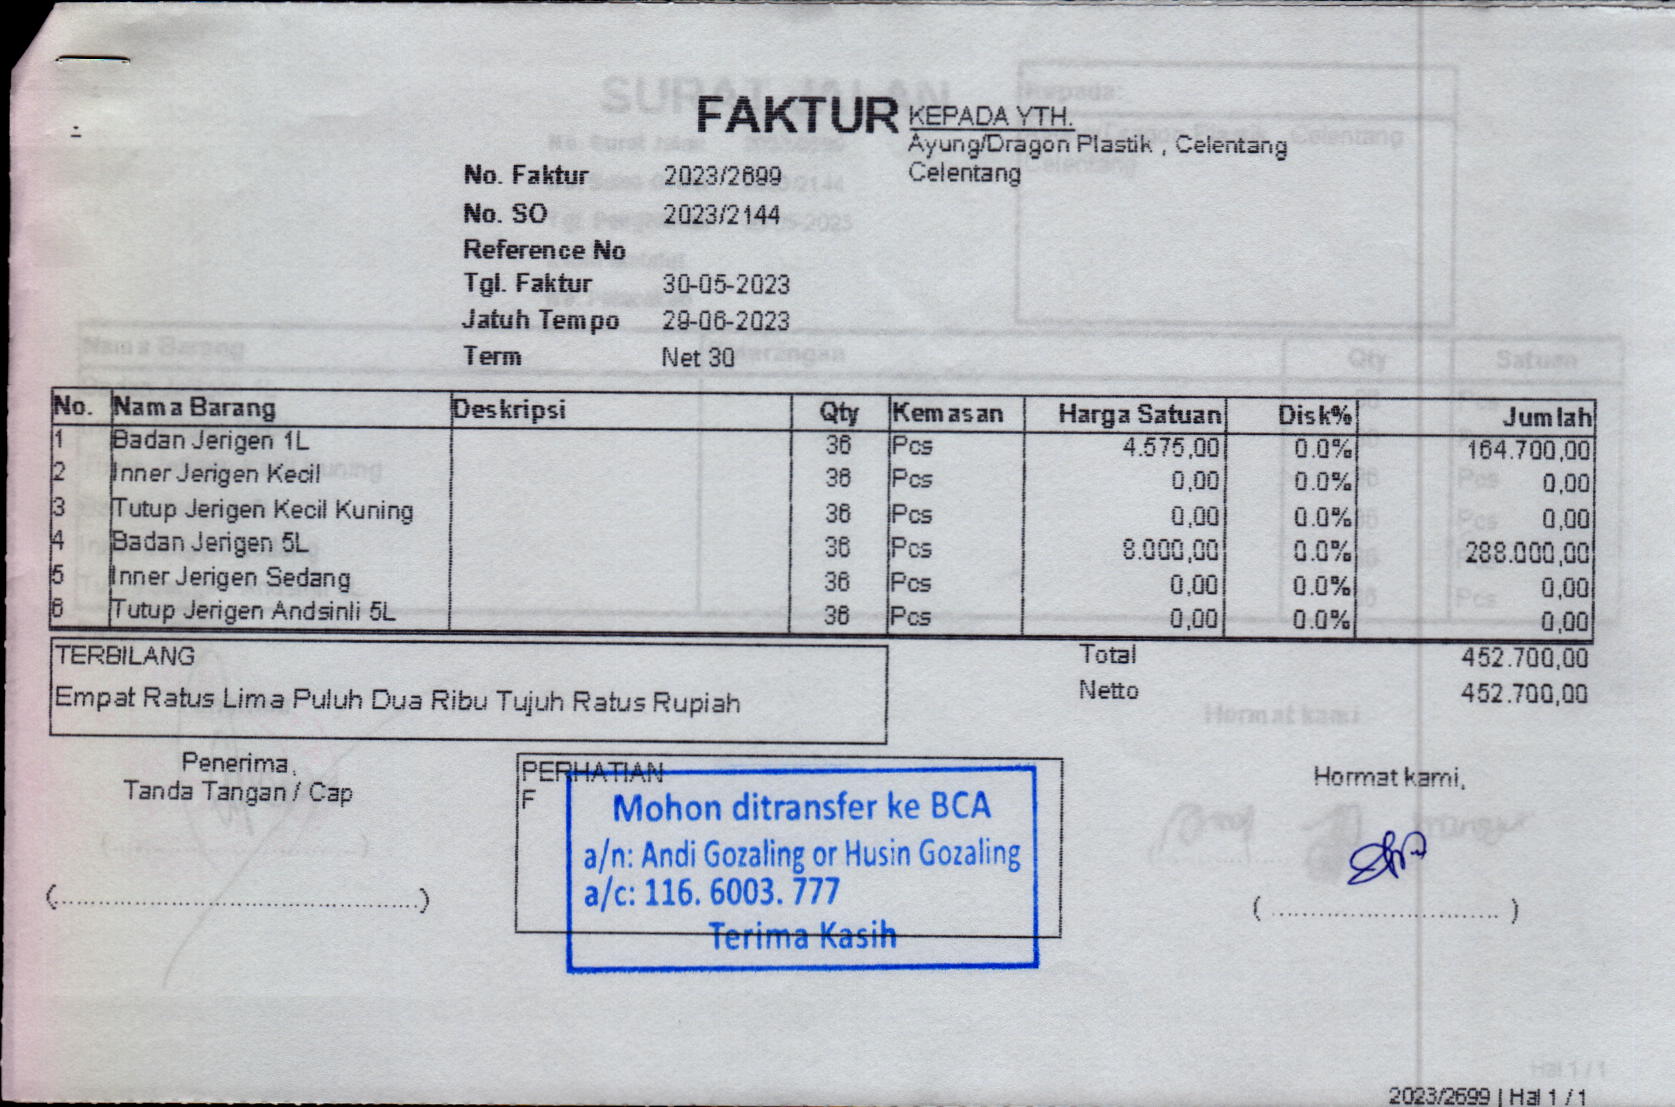 FAKTUR
KEPADA YTH.
Ayung/Dragon Plastik , Celentang
Celentang
No. Faktur 2023/2699
No. SO 2023/2144
Reference No
Tgl. Faktur 30-05-2023
Jatuh Tempo 29-06-2023
Term Net 30
No. Nama Barang Deskripsi Qty Kemasan Harga Satuan Disk% Jumlah
1 Badan Jerigen 1L 36 Pcs 4.575,00 0.0% 164.700,00
2 Inner Jerigen Kecil 36 Pcs 0,00 0.0% 0,00
3 Tutup Jerigen Kecil Kuning 36 Pcs 0,00 0.0% 0,00
4 Badan Jerigen 5L 36 Pcs 8.000,00 0.0% 288.000,00
5 Inner Jerigen Sedang 36 Pcs 0,00 0.0% 0,00
6 Tutup Jerigen Andsinli 5L 36 Pcs 0,00 0.0% 0,00
TERBILANG
Empat Ratus Lima Puluh Dua Ribu Tujuh Ratus Rupiah
Total 452.700,00
Netto 452.700,00
Penerima,
Tanda Tangan / Cap
(..............................................)
PERHATIAN
F
Mohon ditransfer ke BCA
a/n: Andi Gozaling or Husin Gozaling
a/c: 116. 6003. 777
Terima Kasih
Hormat kami,
( ............................. )
2023/2699 | Hal 1 / 1